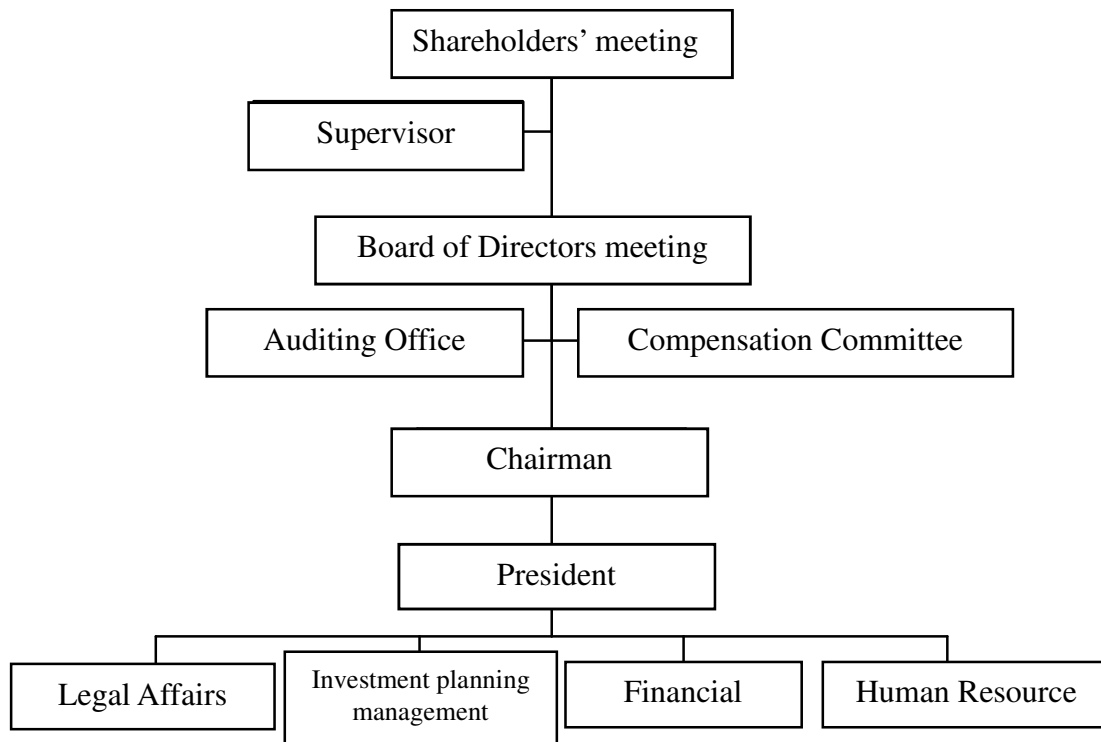 Shareholders’ meeting
Supervisor
Board of Directors meeting
Auditing Office
Compensation Committee
Chairman
President
Legal Affairs
Investment planning
management
Financial
Human Resource